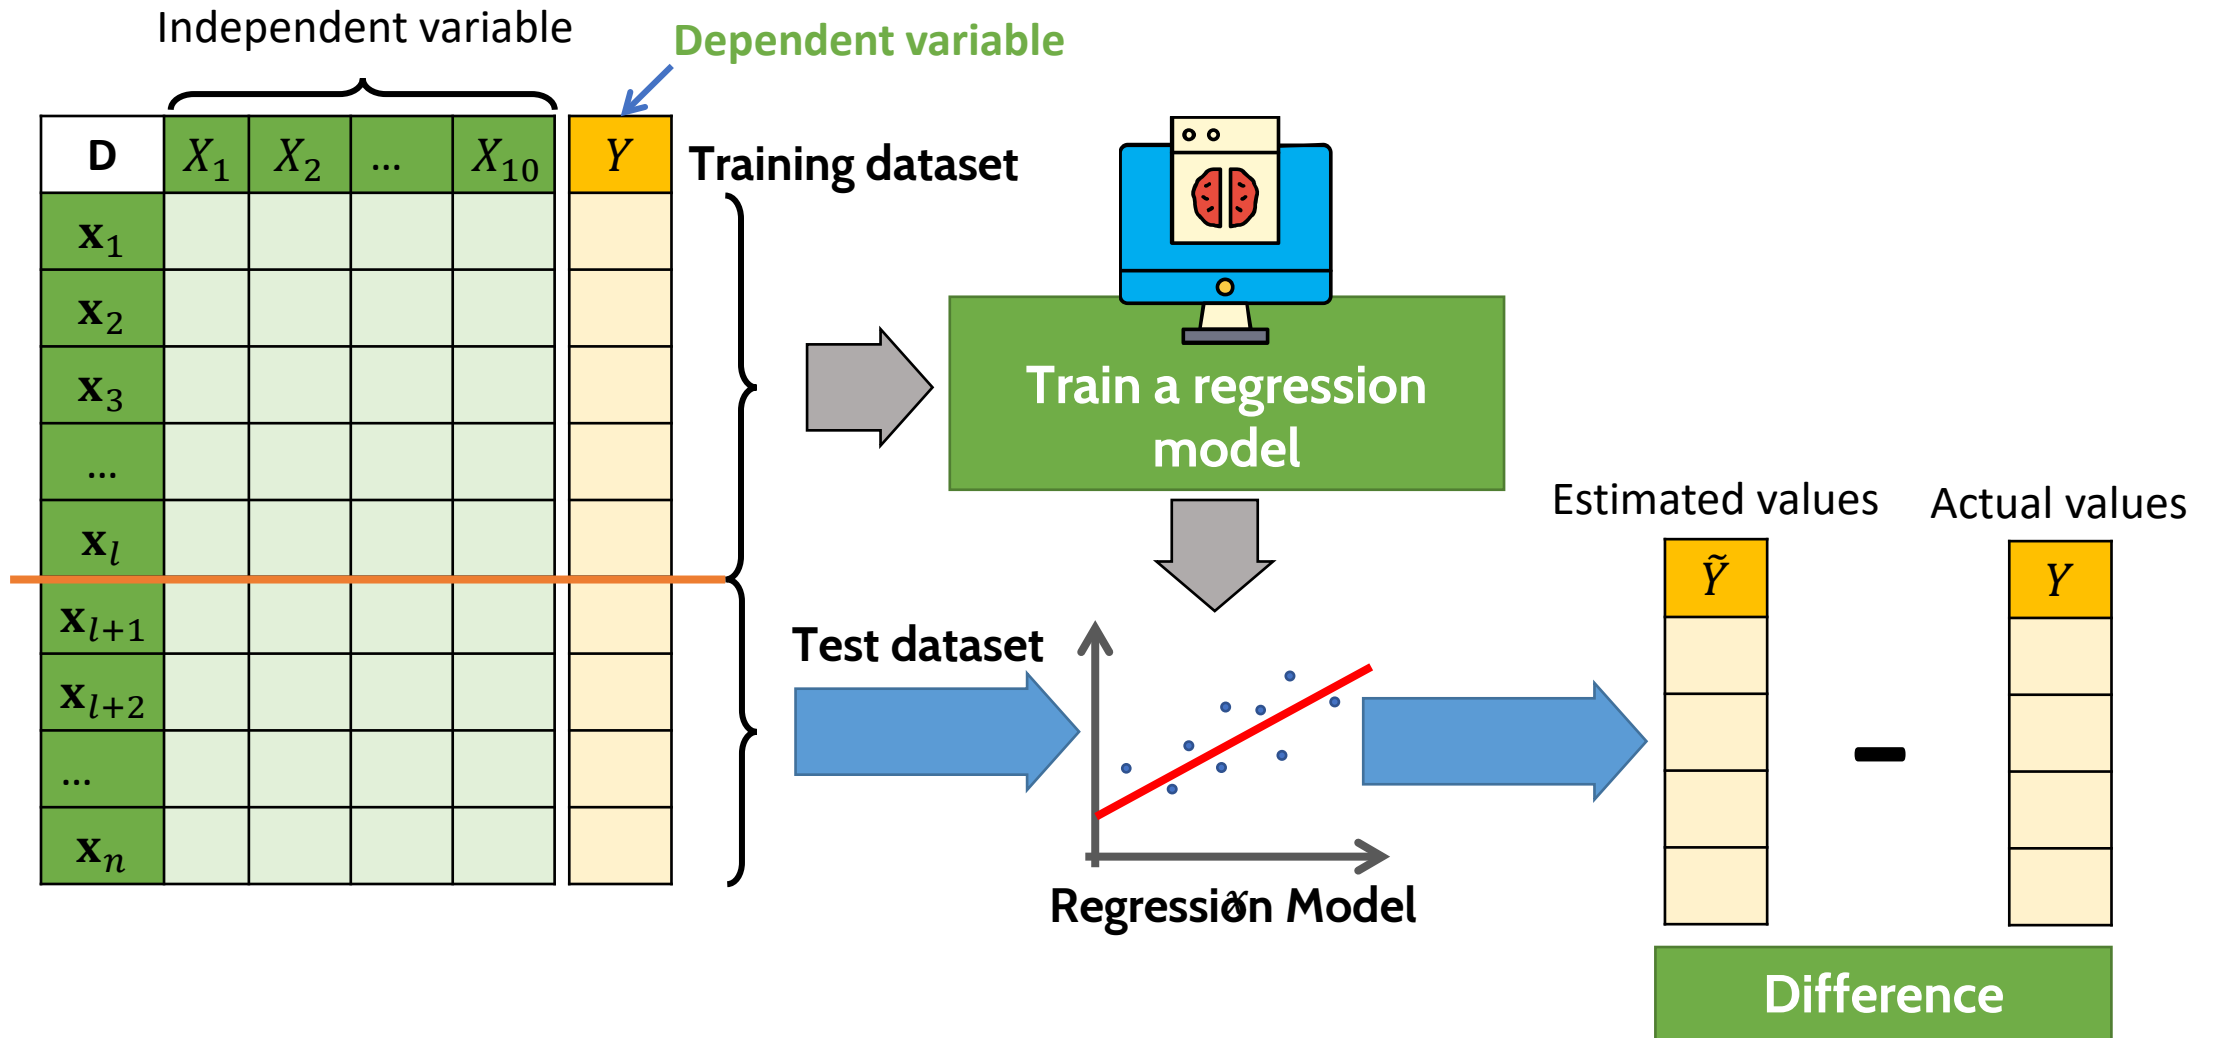 Independent variable
Dependent variable
D X₁ X₂ ... X₁₀ Y
Training dataset
x₁
x₂
x₃
...
xₗ
xₗ₊₁
xₗ₊₂
...
xₙ
Train a regression
model
Test dataset
x
Regression Model
Estimated values
Actual values
Ỹ
Y
Difference